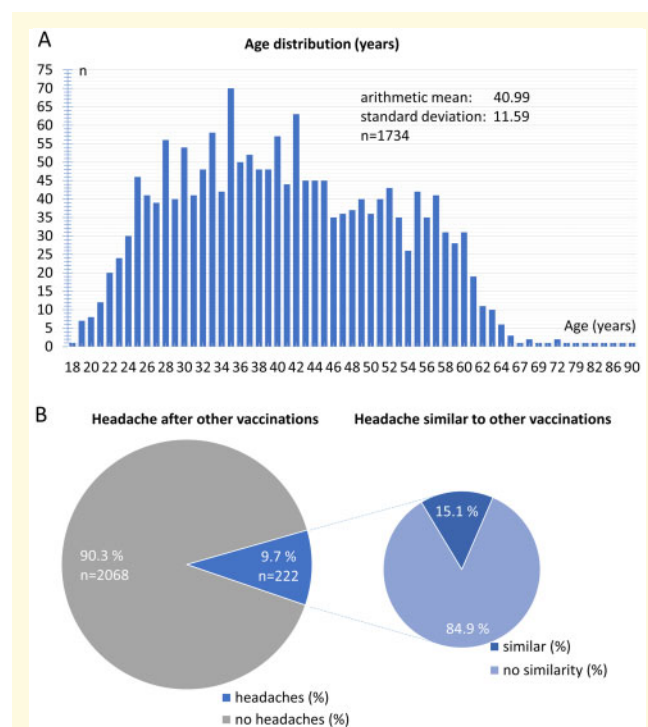 A
Age distribution (years)
75
70
65
60
55
50
45
40
35
30
25
20
15
10
5
0
n
arithmetic mean: 40.99
standard deviation: 11.59
n=1734
Age (years)
18 20 22 24 26 28 30 32 34 36 38 40 42 44 46 48 50 52 54 56 58 60 62 64 67 69 72 79 82 86 90
B
Headache after other vaccinations
Headache similar to other vaccinations
90.3 %
n=2068
9.7 %
n=222
15.1 %
84.9 %
similar (%)
no similarity (%)
headaches (%)
no headaches (%)